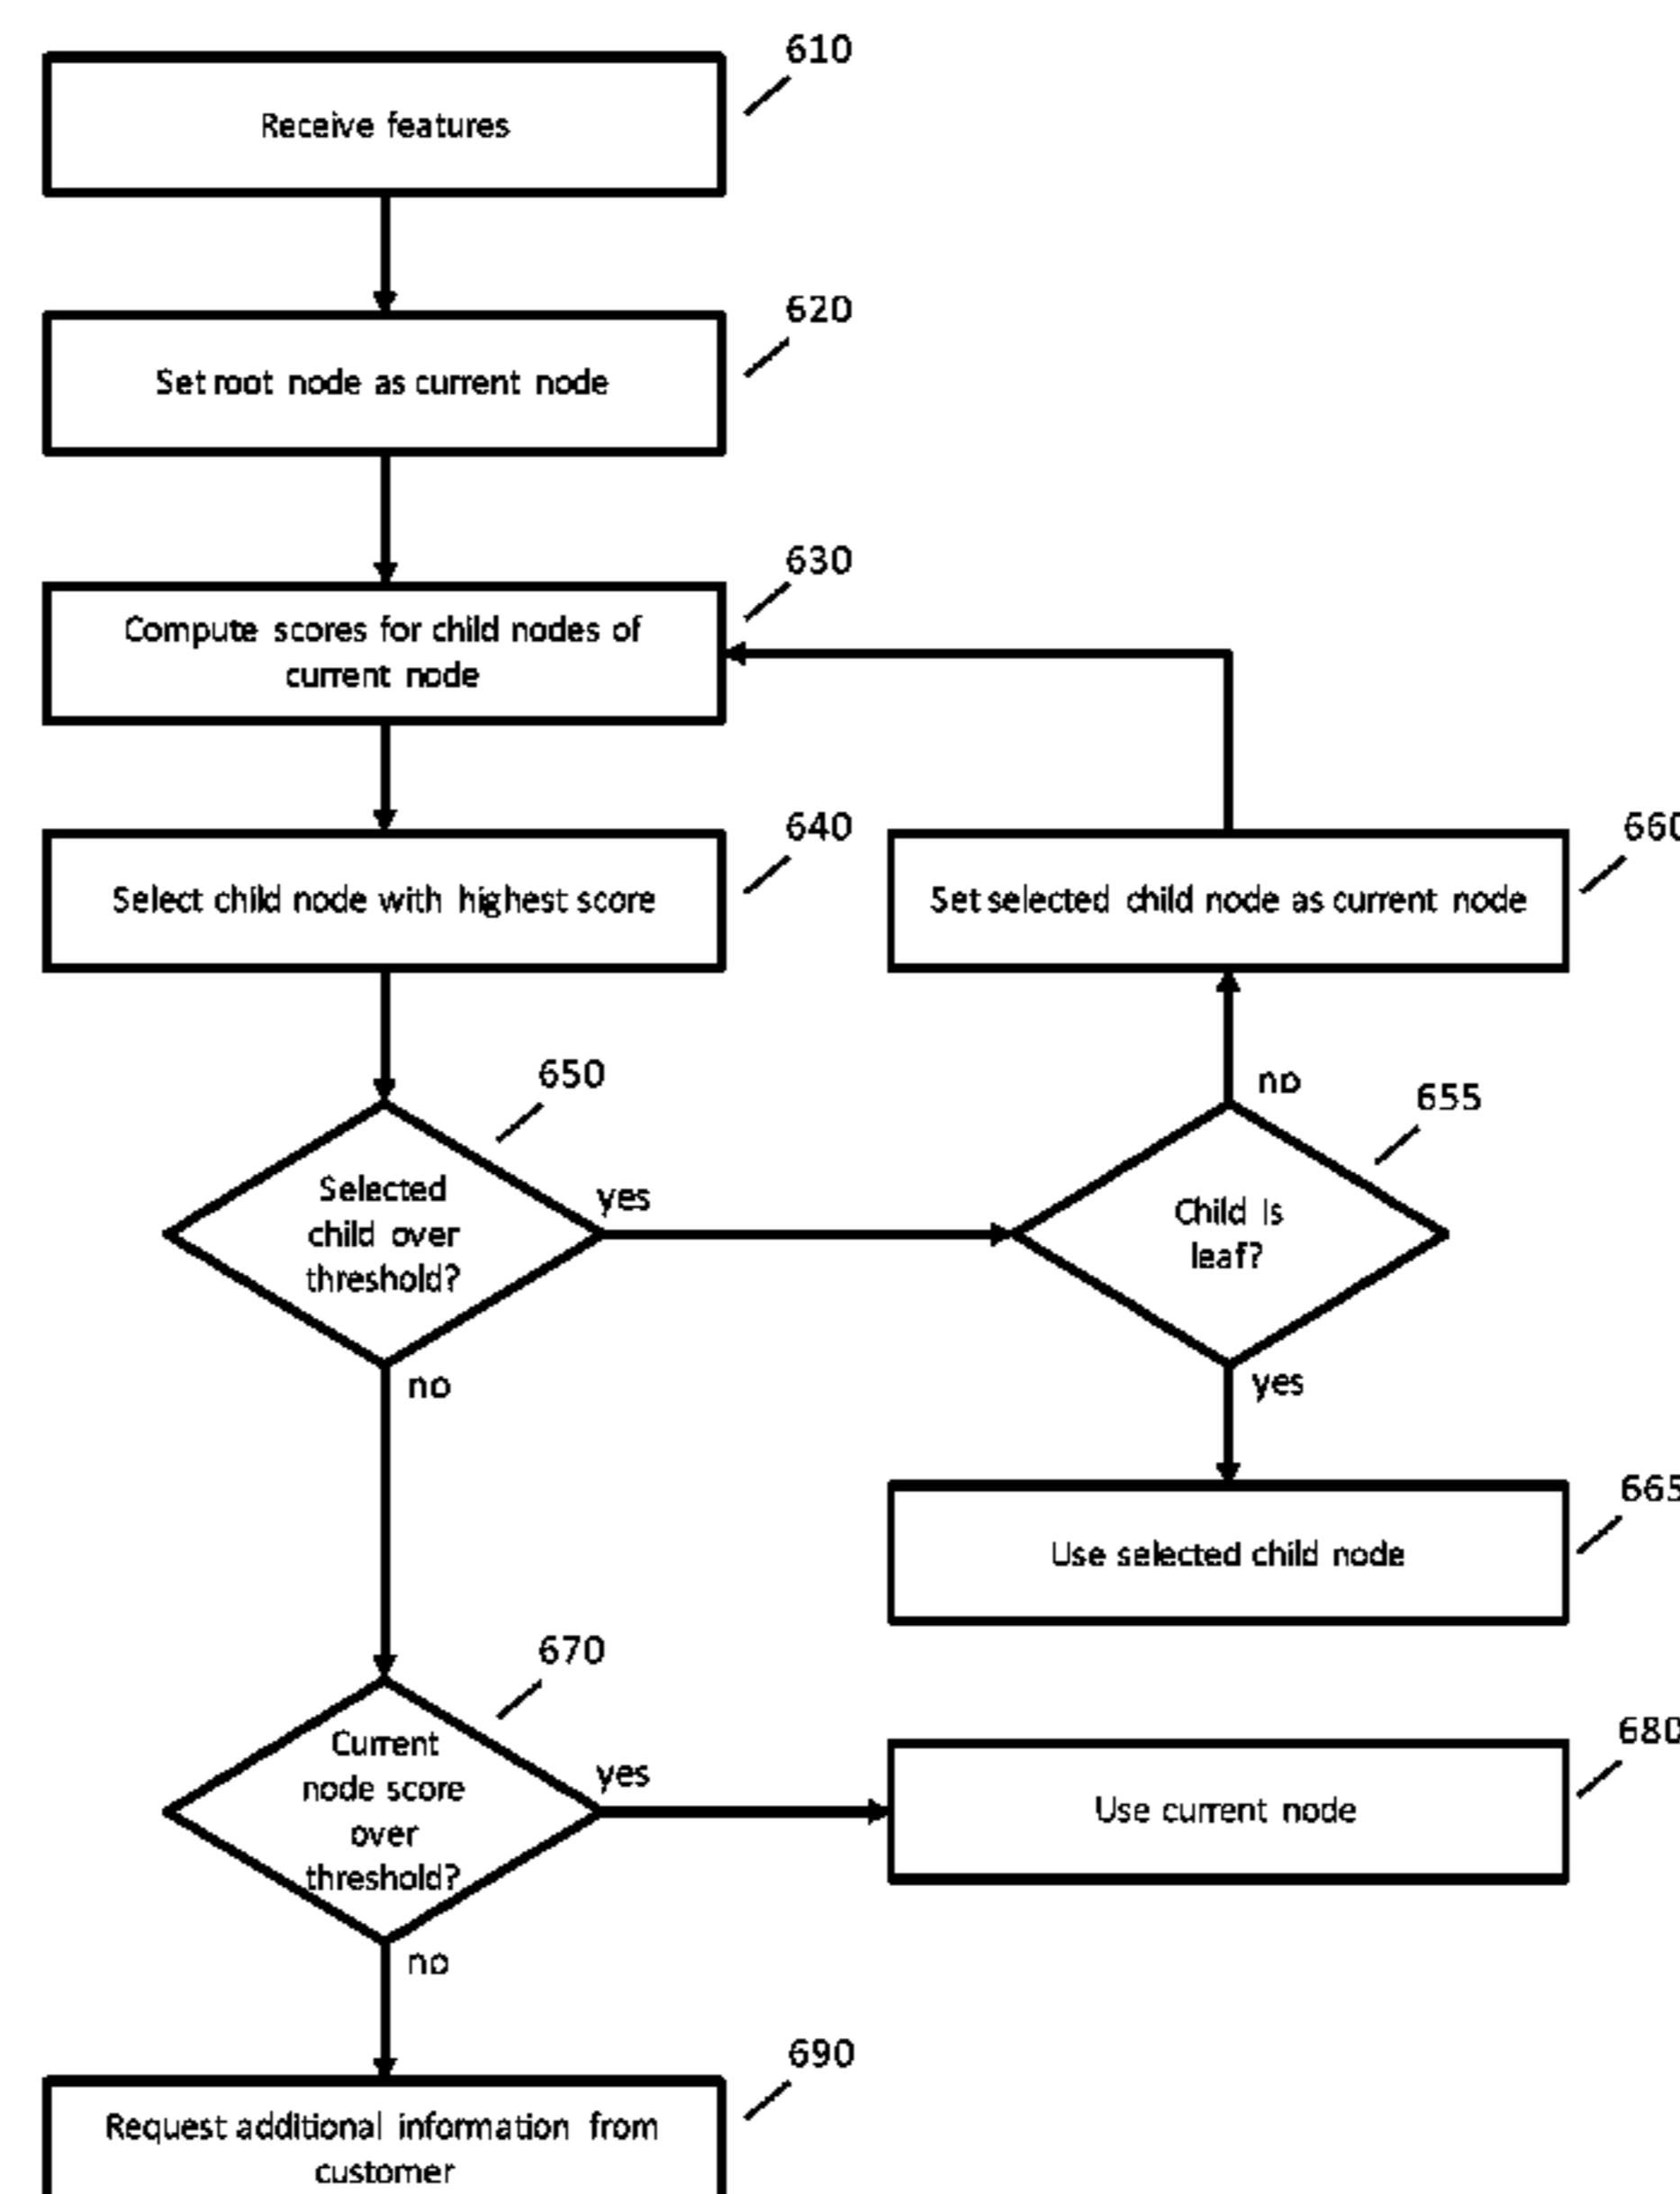 610
Receive features
620
Set root node as current node
630
Compute scores for child nodes of
current node
640
Select child node with highest score
660
Set selected child node as current node
650
Selected
child over
threshold?
yes
no
655
Child Is
leaf?
no
yes
665
Use selected child node
670
Current
node score
over
threshold?
yes
no
680
Use current node
690
Request additional information from
customer